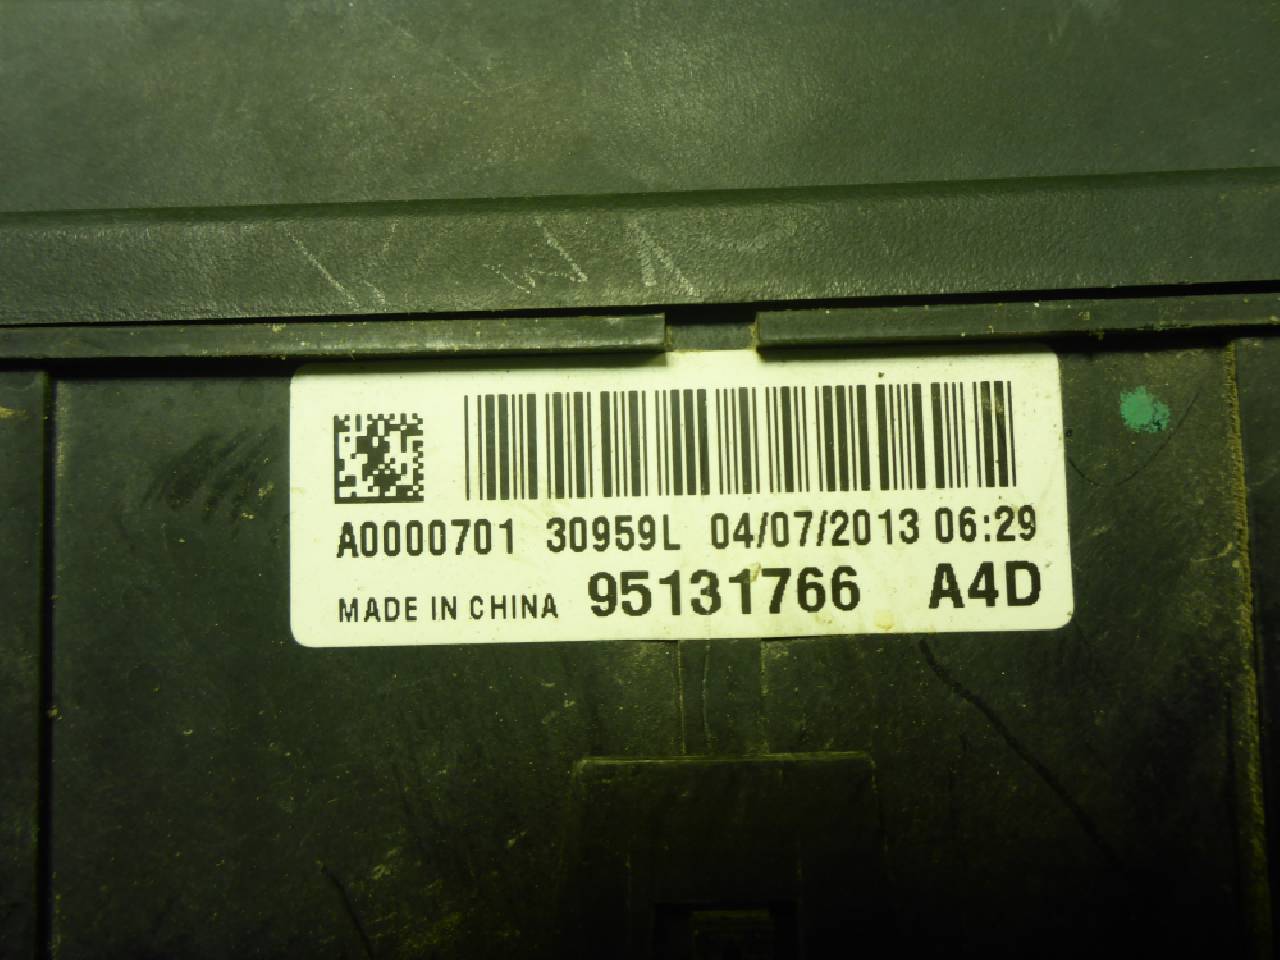 A0000701 30959L 04/07/2013 06:29
MADE IN CHINA 95131766 A4D